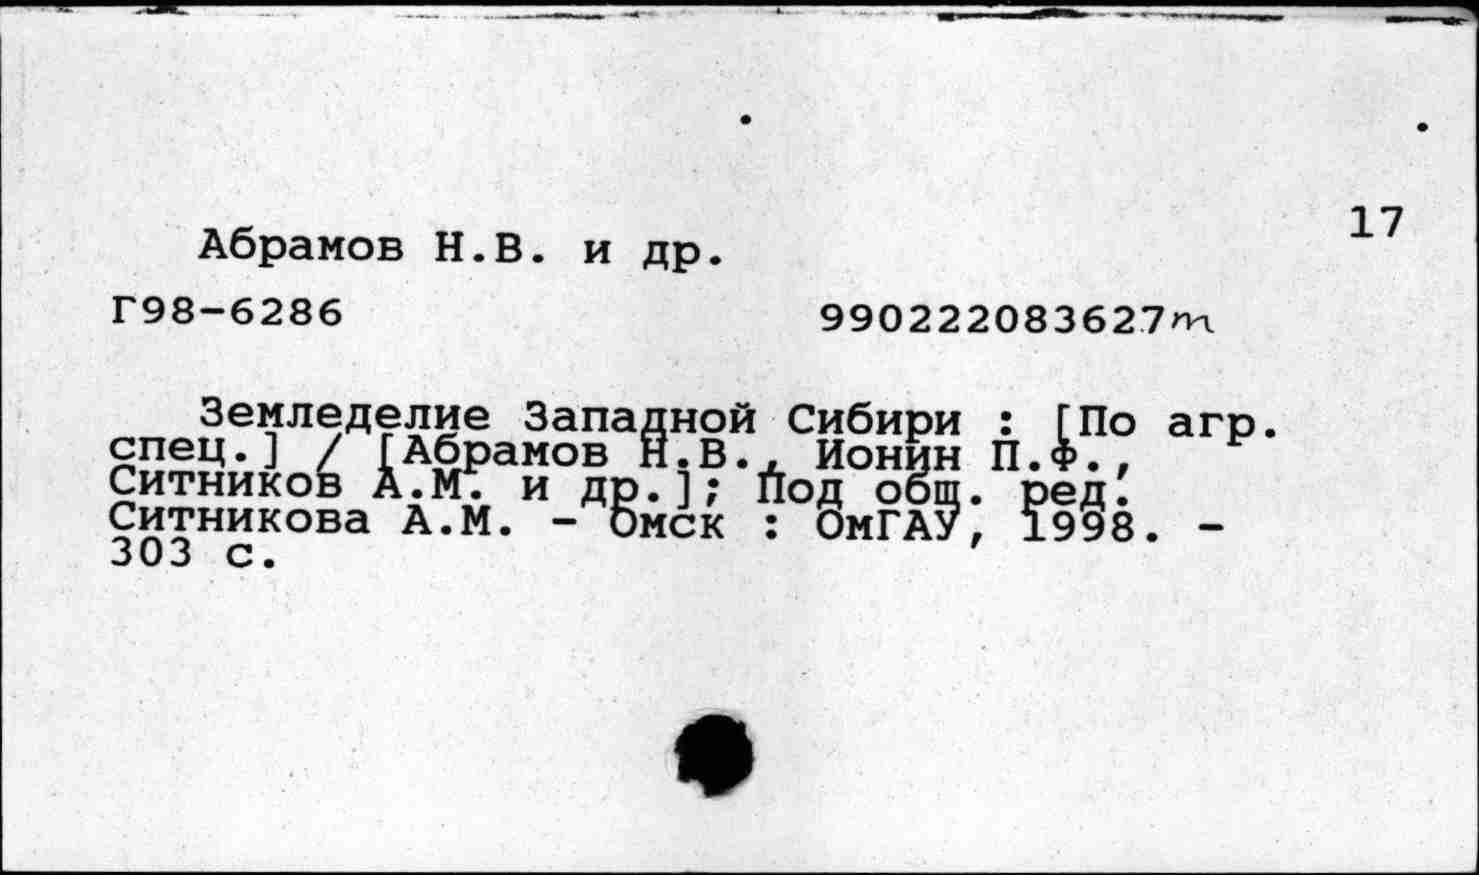 17
Абрамов Н.В. и др.
Г98-6286 990222083627т
Земледелие Западной Сибири : [По агр.
спец.] / [Абрамов Н.В., Ионин П.Ф.,
Ситников А.М. и др.]; Под общ. ред.
Ситникова А.М. - Омск : ОмГАУ, 1998. -
303 с.